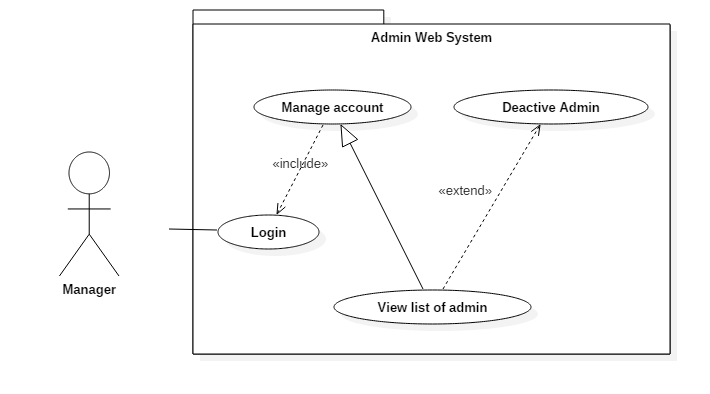 Admin Web System
Manage account
Deactive Admin
«include»
«extend»
Login
Manager
View list of admin